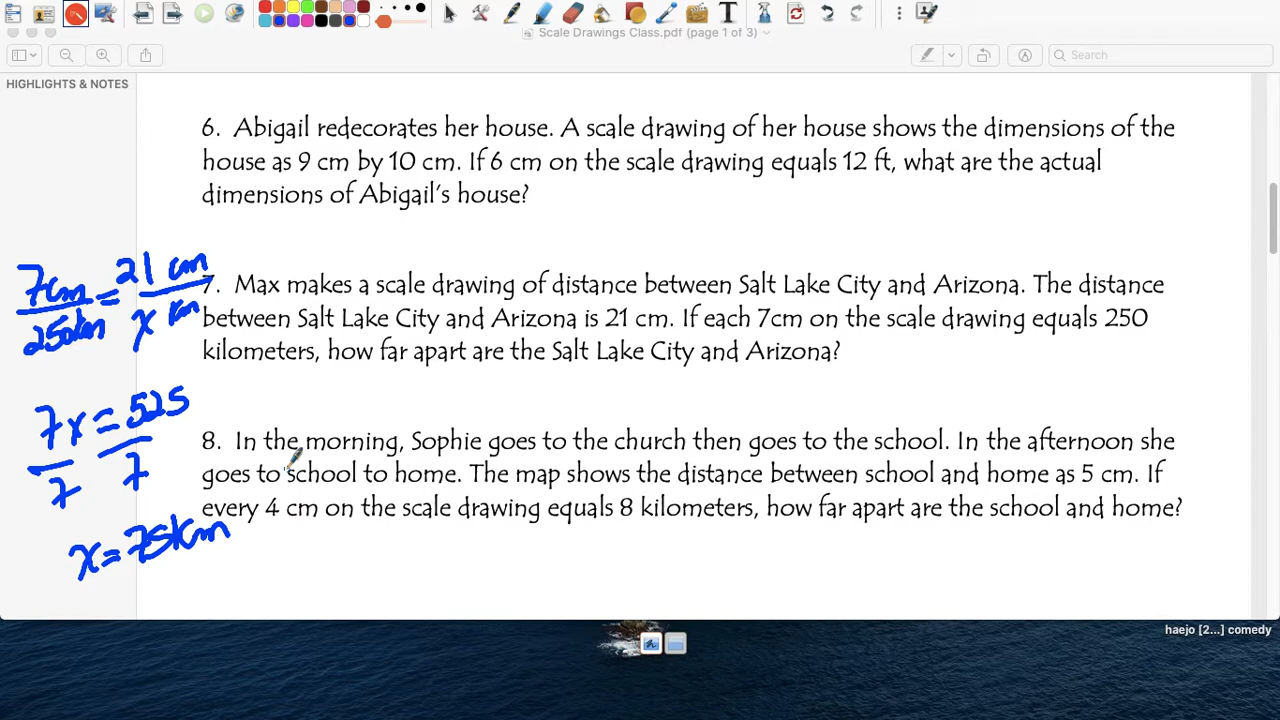 Scale Drawings Class.pdf (page 1 of 3)
Search
HIGHLIGHTS & NOTES
6. Abigail redecorates her house. A scale drawing of her house shows the dimensions of the
house as 9 cm by 10 cm. If 6 cm on the scale drawing equals 12 ft, what are the actual
dimensions of Abigail's house?
7cm = 21 cm
250km x km
7. Max makes a scale drawing of distance between Salt Lake City and Arizona. The distance
between Salt Lake City and Arizona is 21 cm. If each 7cm on the scale drawing equals 250
kilometers, how far apart are the Salt Lake City and Arizona?
7x = 525
7 7
x = 75km
8. In the morning, Sophie goes to the church then goes to the school. In the afternoon she
goes to school to home. The map shows the distance between school and home as 5 cm. If
every 4 cm on the scale drawing equals 8 kilometers, how far apart are the school and home?
haejo [2...] comedy